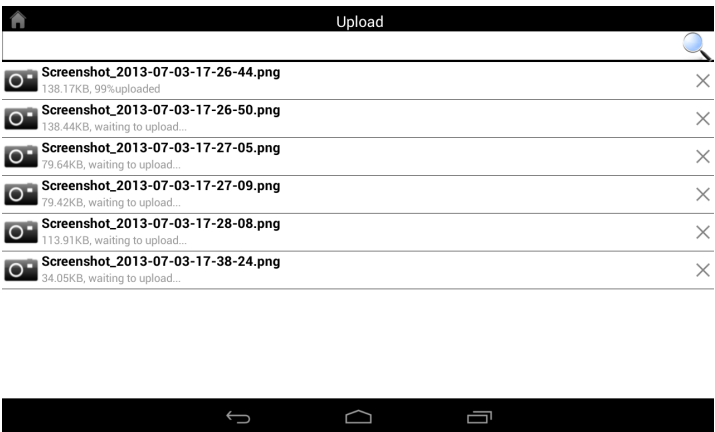 Upload
Screenshot_2013-07-03-17-26-44.png
138.17KB, 99%uploaded
Screenshot_2013-07-03-17-26-50.png
138.44KB, waiting to upload...
Screenshot_2013-07-03-17-27-05.png
79.64KB, waiting to upload...
Screenshot_2013-07-03-17-27-09.png
79.42KB, waiting to upload...
Screenshot_2013-07-03-17-28-08.png
113.91KB, waiting to upload...
Screenshot_2013-07-03-17-38-24.png
34.05KB, waiting to upload...